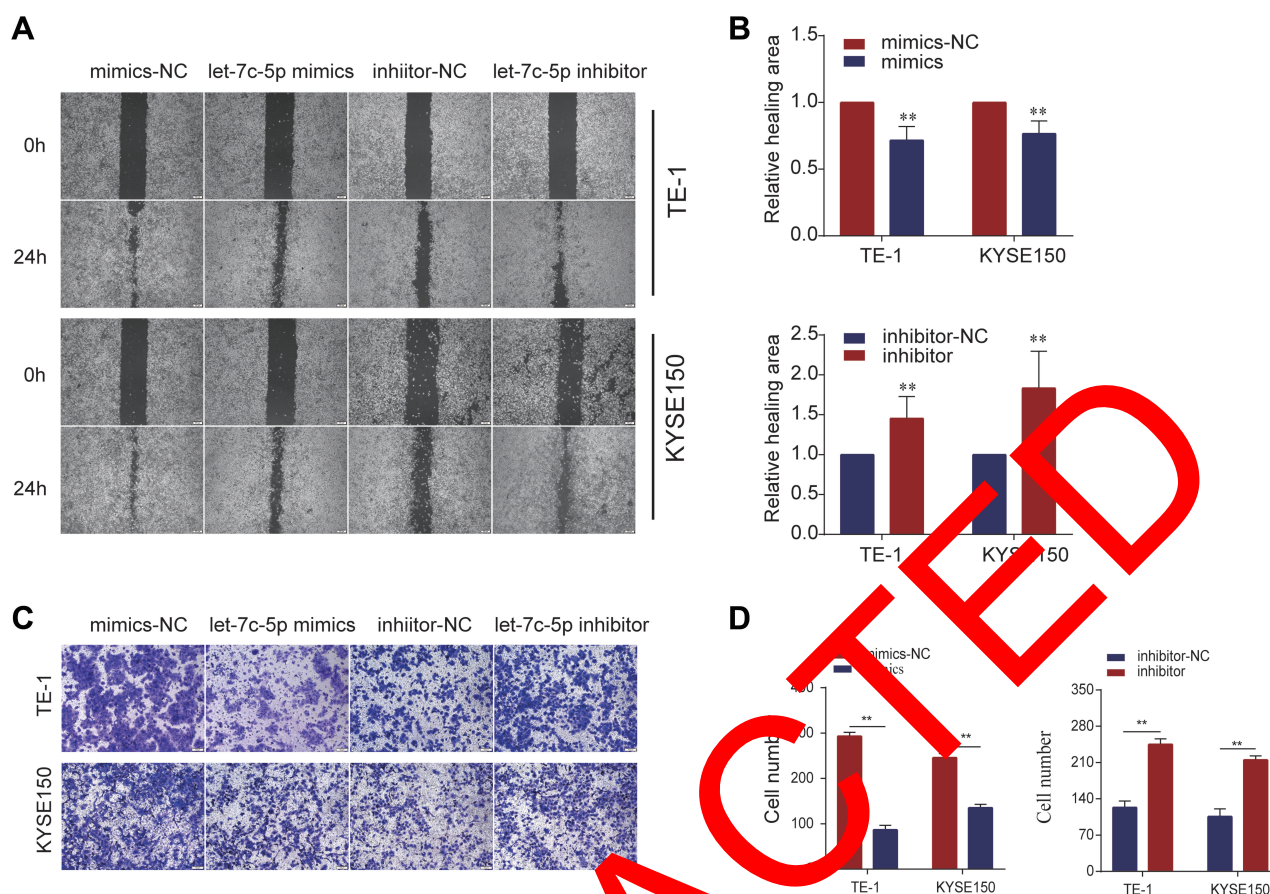 A
mimics-NC let-7c-5p mimics inhiitor-NC let-7c-5p inhibitor
0h
24h
TE-1
0h
24h
KYSE150
B
mimics-NC
mimics
Relative healing area
1.5
1.0
0.5
0.0
** **
TE-1 KYSE150
inhibitor-NC
inhibitor
Relative healing area
2.5
2.0
1.5
1.0
0.5
0.0
** **
TE-1
C
mimics-NC let-7c-5p mimics inhiitor-NC let-7c-5p inhibitor
TE-1
KYSE150
D
200
100
** **
TE-1 KYSE150
inhibitor-NC
inhibitor
Cell number
350
280
210
140
70
0
** **
TE-1 KYSE150
ACTED